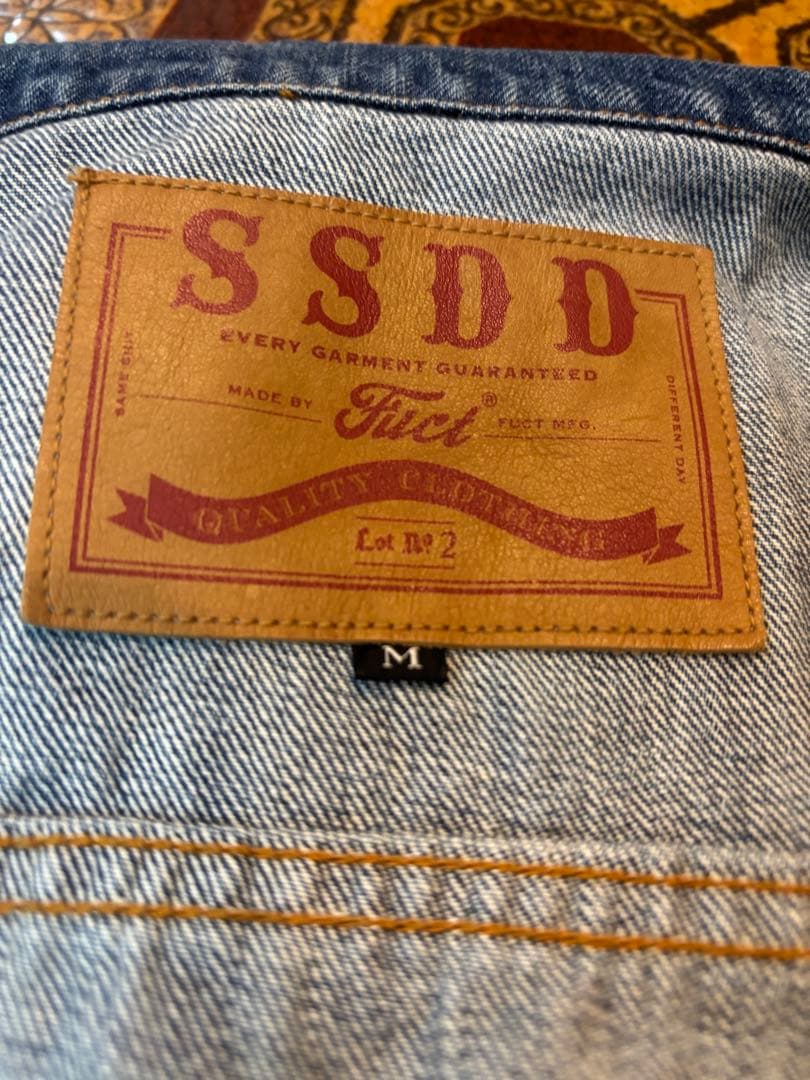 SSDD
EVERY GARMENT GUARANTEED
SAME SHIT
MADE BY Fuct® FUCT MFG.
DIFFERENT DAY
QUALITY CLOTHING
Lot No 2
M